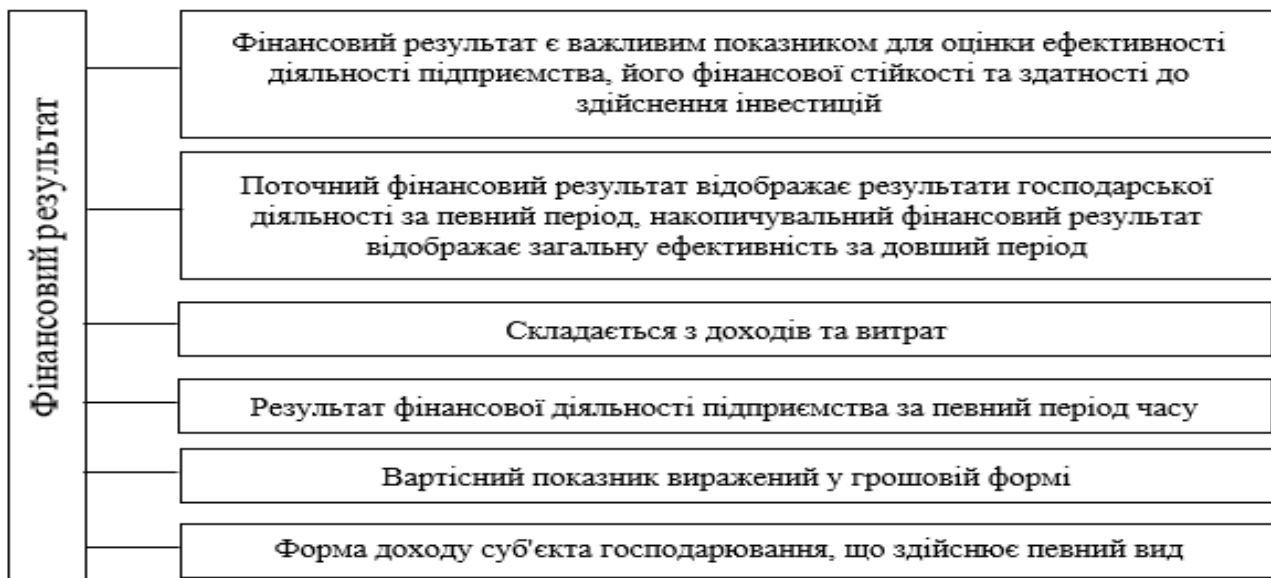 Фінансовий результат
Фінансовий результат є важливим показником для оцінки ефективності
діяльності підприємства, його фінансової стійкості та здатності до
здійснення інвестицій
Поточний фінансовий результат відображає результати господарської
діяльності за певний період, накопичувальний фінансовий результат
відображає загальну ефективність за довший період
Складається з доходів та витрат
Результат фінансової діяльності підприємства за певний період часу
Вартісний показник виражений у грошовій формі
Форма доходу суб'єкта господарювання, що здійснює певний вид